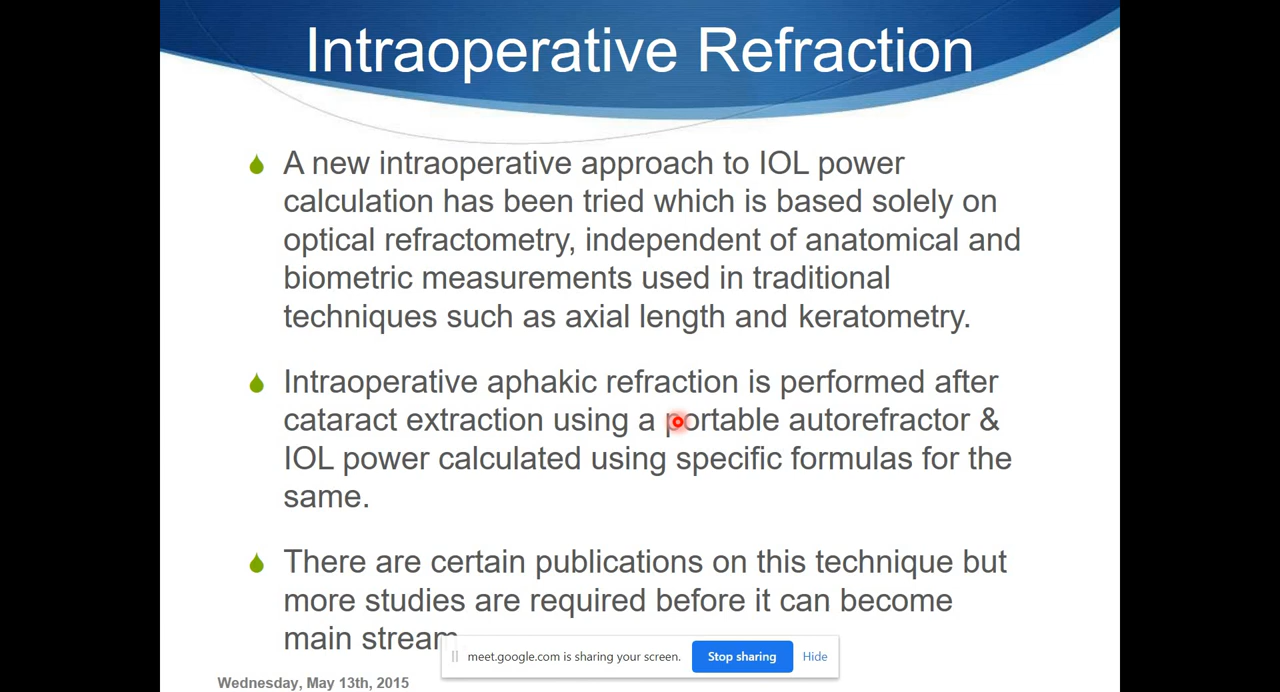 Intraoperative Refraction
A new intraoperative approach to IOL power
calculation has been tried which is based solely on
optical refractometry, independent of anatomical and
biometric measurements used in traditional
techniques such as axial length and keratometry.
Intraoperative aphakic refraction is performed after
cataract extraction using a portable autorefractor &
IOL power calculated using specific formulas for the
same.
There are certain publications on this technique but
more studies are required before it can become
main stream
meet.google.com is sharing your screen. Stop sharing Hide
Wednesday, May 13th, 2015